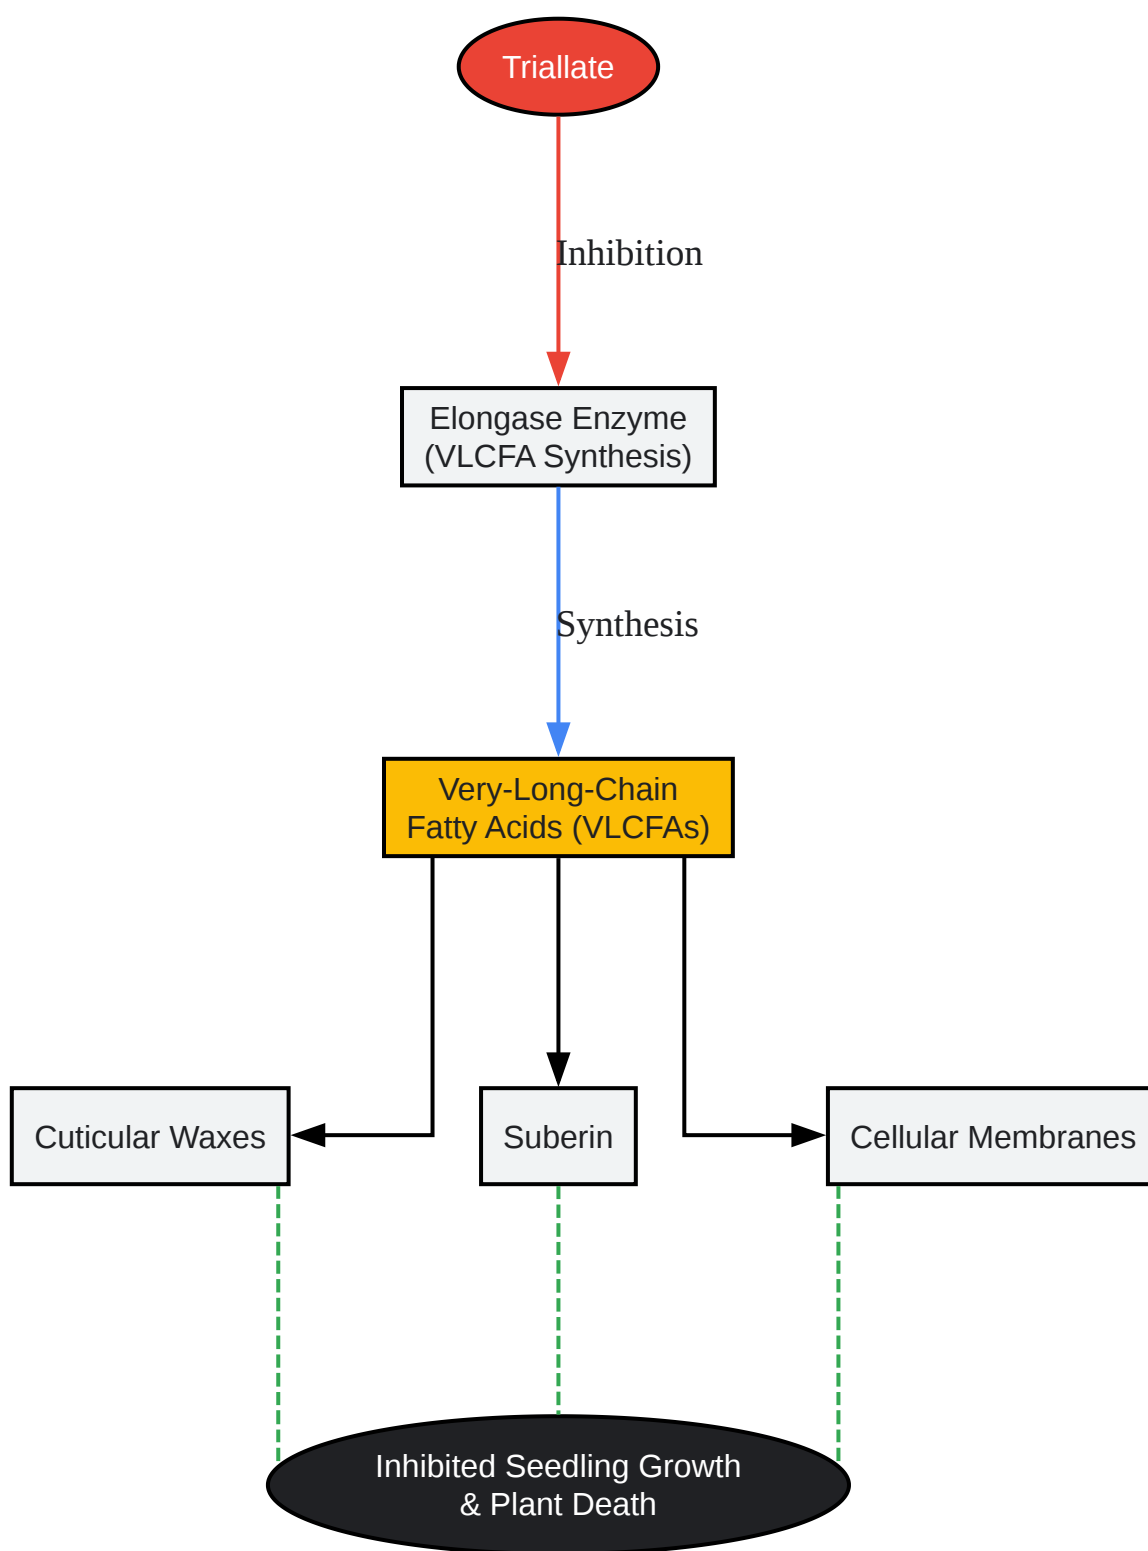 Triallate
Inhibition
Elongase Enzyme
(VLCFA Synthesis)
Synthesis
Very-Long-Chain
Fatty Acids (VLCFAs)
Cuticular Waxes
Suberin
Cellular Membranes
Inhibited Seedling Growth
& Plant Death